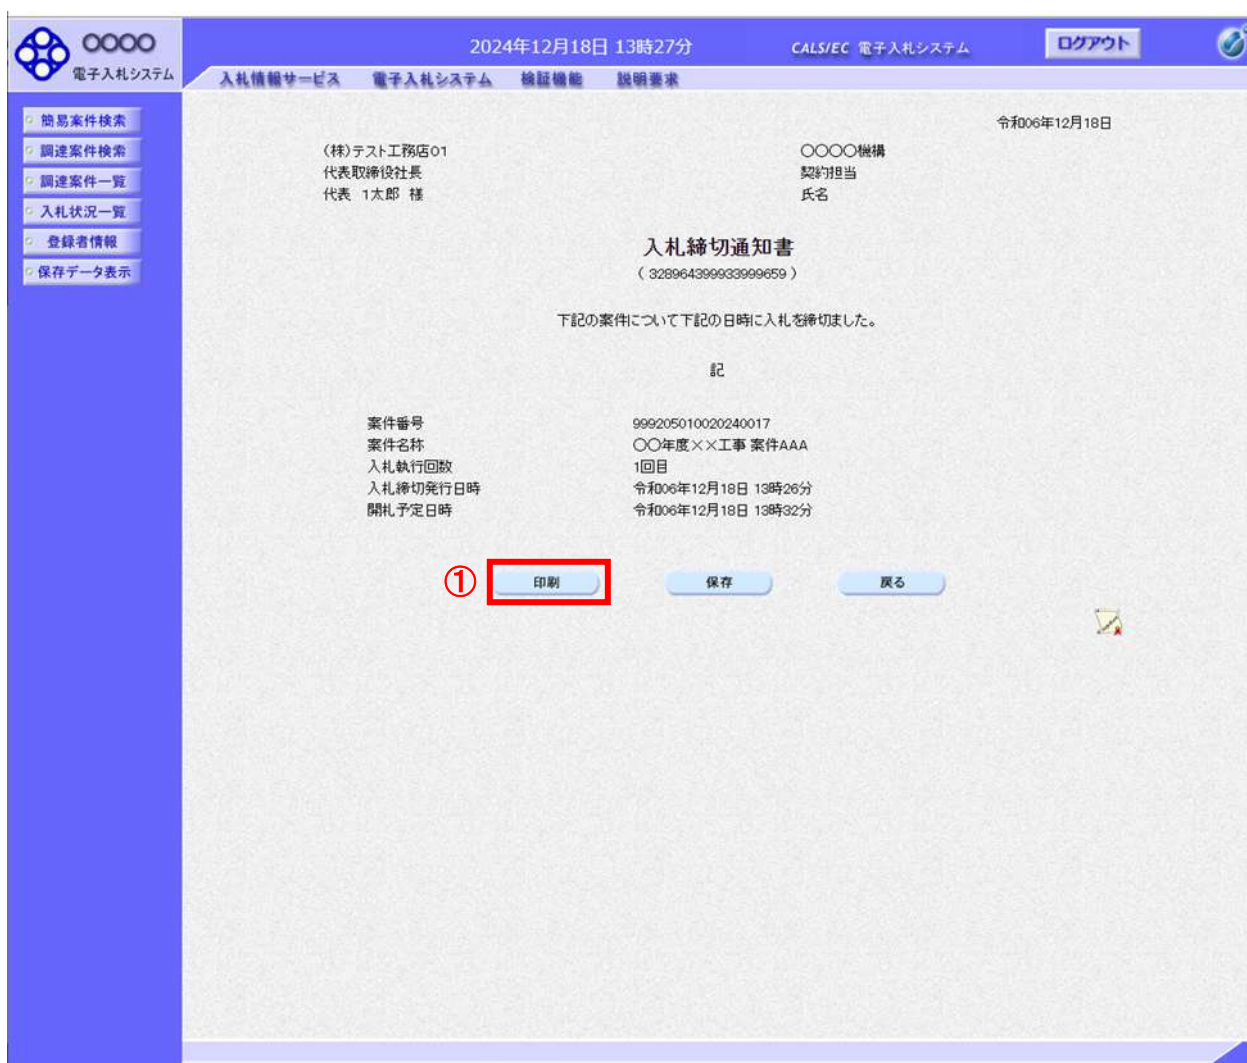 〇〇〇〇
電子入札システム
2024年12月18日 13時27分
CALS/EC 電子入札システム
ログアウト
入札情報サービス 電子入札システム 検証機能 説明要求
簡易案件検索
調達案件検索
調達案件一覧
入札状況一覧
登録者情報
保存データ表示
令和06年12月18日
(株)テスト工務店01
代表取締役社長
代表 1太郎 様
〇〇〇〇機構
契約担当
氏名
入札締切通知書
( 328964399933999659 )
下記の案件について下記の日時に入札を締切ました。
記
案件番号 999205010020240017
案件名称 〇〇年度××工事 案件AAA
入札執行回数 1回目
入札締切発行日時 令和06年12月18日 13時26分
開札予定日時 令和06年12月18日 13時32分
① 印刷 保存 戻る